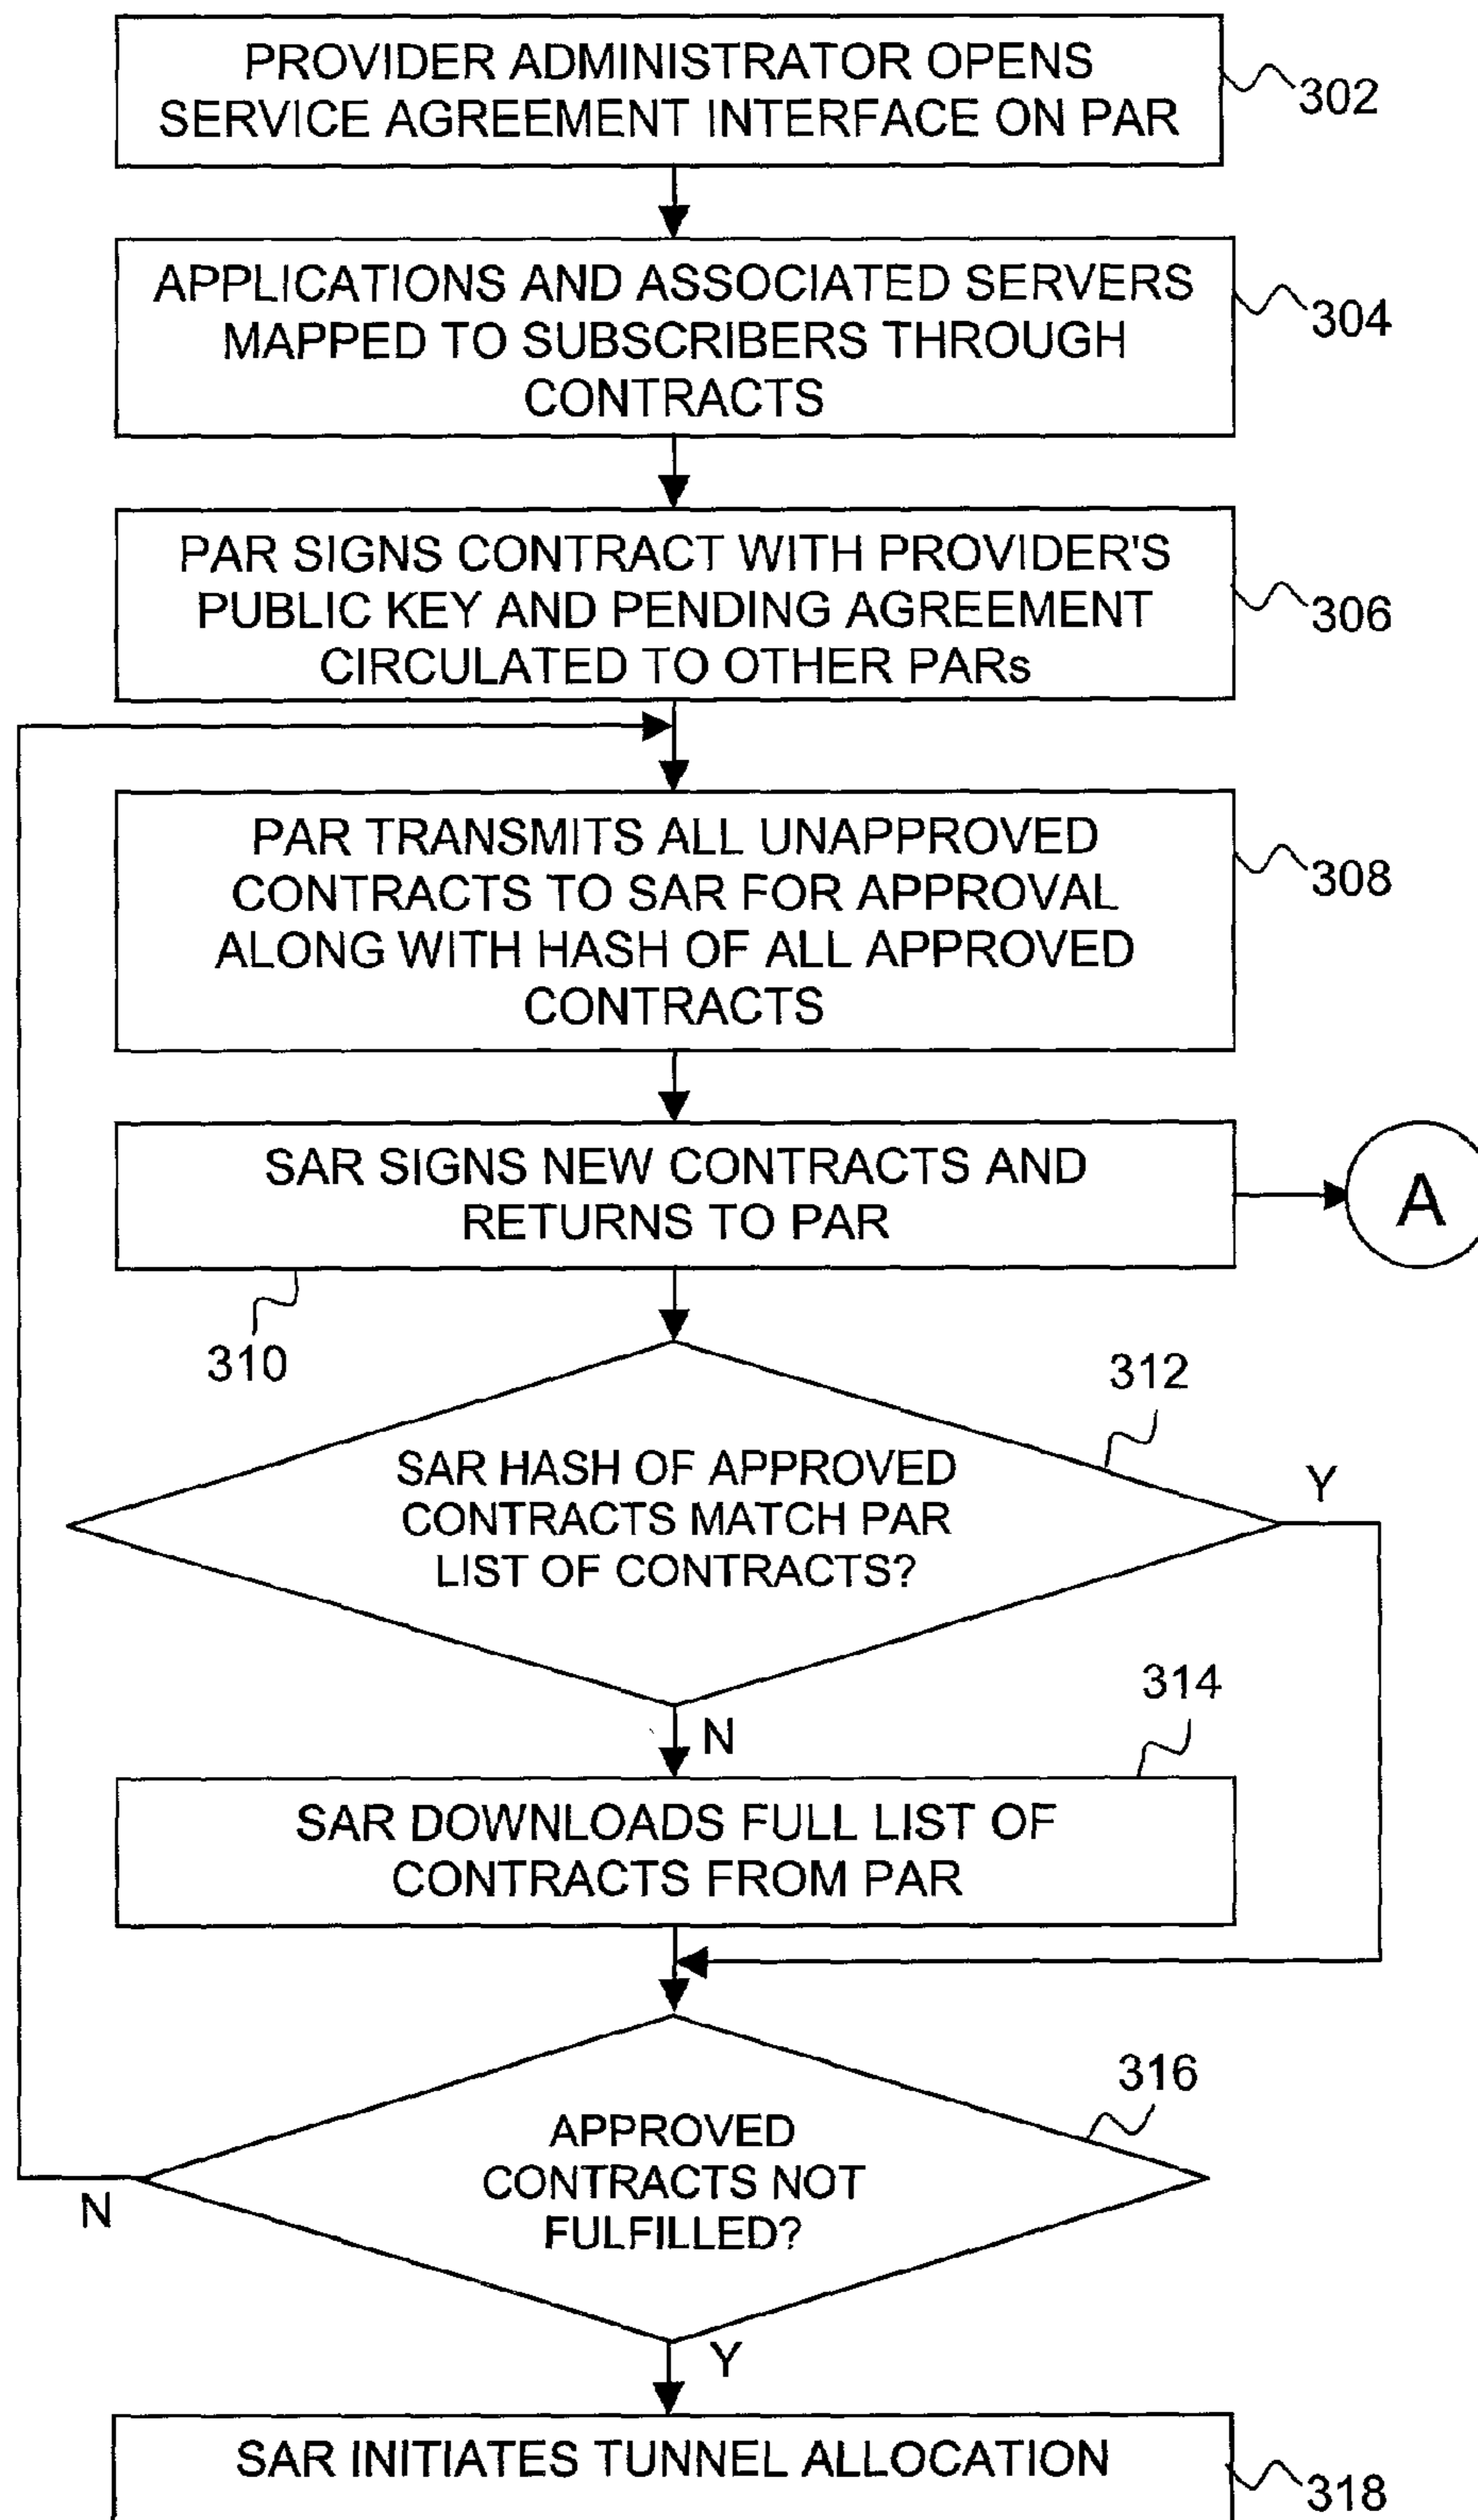 PROVIDER ADMINISTRATOR OPENS
SERVICE AGREEMENT INTERFACE ON PAR
302
APPLICATIONS AND ASSOCIATED SERVERS
MAPPED TO SUBSCRIBERS THROUGH
CONTRACTS
304
PAR SIGNS CONTRACT WITH PROVIDER'S
PUBLIC KEY AND PENDING AGREEMENT
CIRCULATED TO OTHER PARs
306
PAR TRANSMITS ALL UNAPPROVED
CONTRACTS TO SAR FOR APPROVAL
ALONG WITH HASH OF ALL APPROVED
CONTRACTS
308
SAR SIGNS NEW CONTRACTS AND
RETURNS TO PAR
A
310
312
SAR HASH OF APPROVED
CONTRACTS MATCH PAR
LIST OF CONTRACTS?
Y
N
314
SAR DOWNLOADS FULL LIST OF
CONTRACTS FROM PAR
316
APPROVED
CONTRACTS NOT
FULFILLED?
N
Y
SAR INITIATES TUNNEL ALLOCATION
318